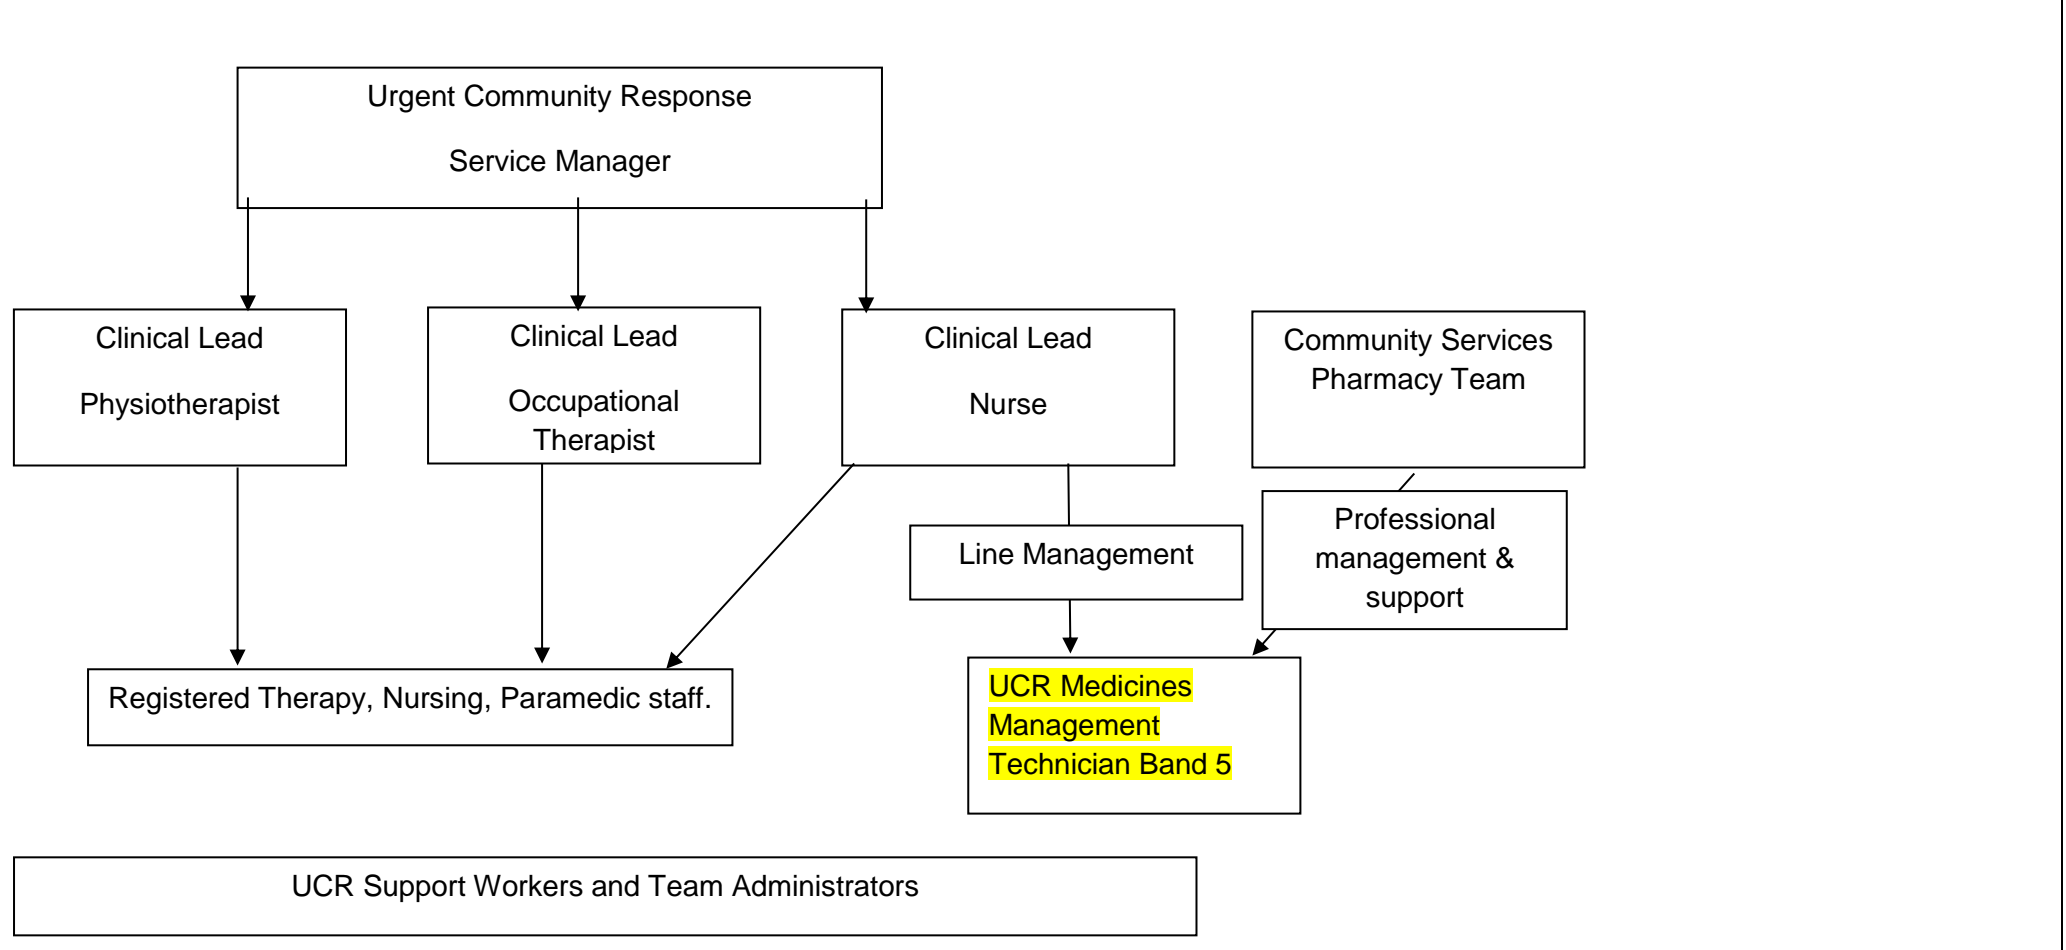 Urgent Community Response
Service Manager
Clinical Lead
Physiotherapist
Clinical Lead
Occupational
Therapist
Clinical Lead
Nurse
Community Services
Pharmacy Team
Line Management
Professional
management &
support
Registered Therapy, Nursing, Paramedic staff.
UCR Medicines
Management
Technician Band 5
UCR Support Workers and Team Administrators